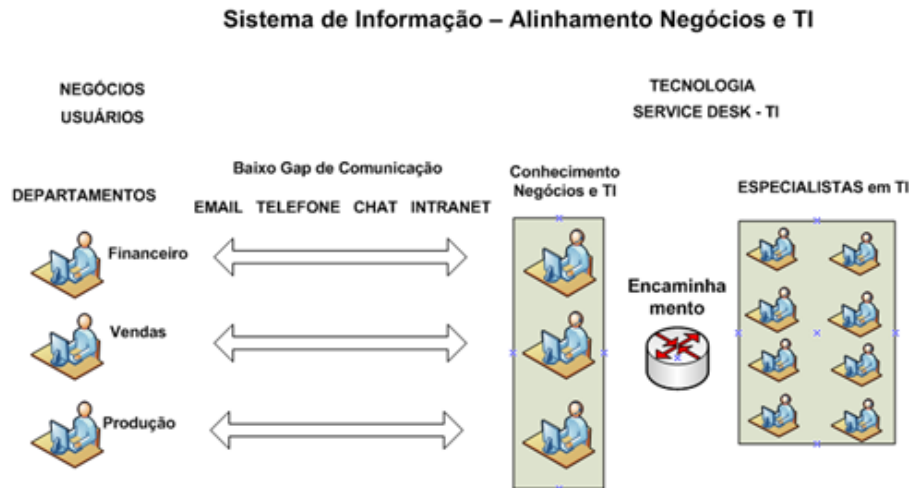 Sistema de Informação – Alinhamento Negócios e TI
NEGÓCIOS
USUÁRIOS
TECNOLOGIA
SERVICE DESK - TI
Baixo Gap de Comunicação
DEPARTAMENTOS
EMAIL TELEFONE CHAT INTRANET
Conhecimento
Negócios e TI
ESPECIALISTAS em TI
Financeiro
Vendas
Produção
Encaminha
mento